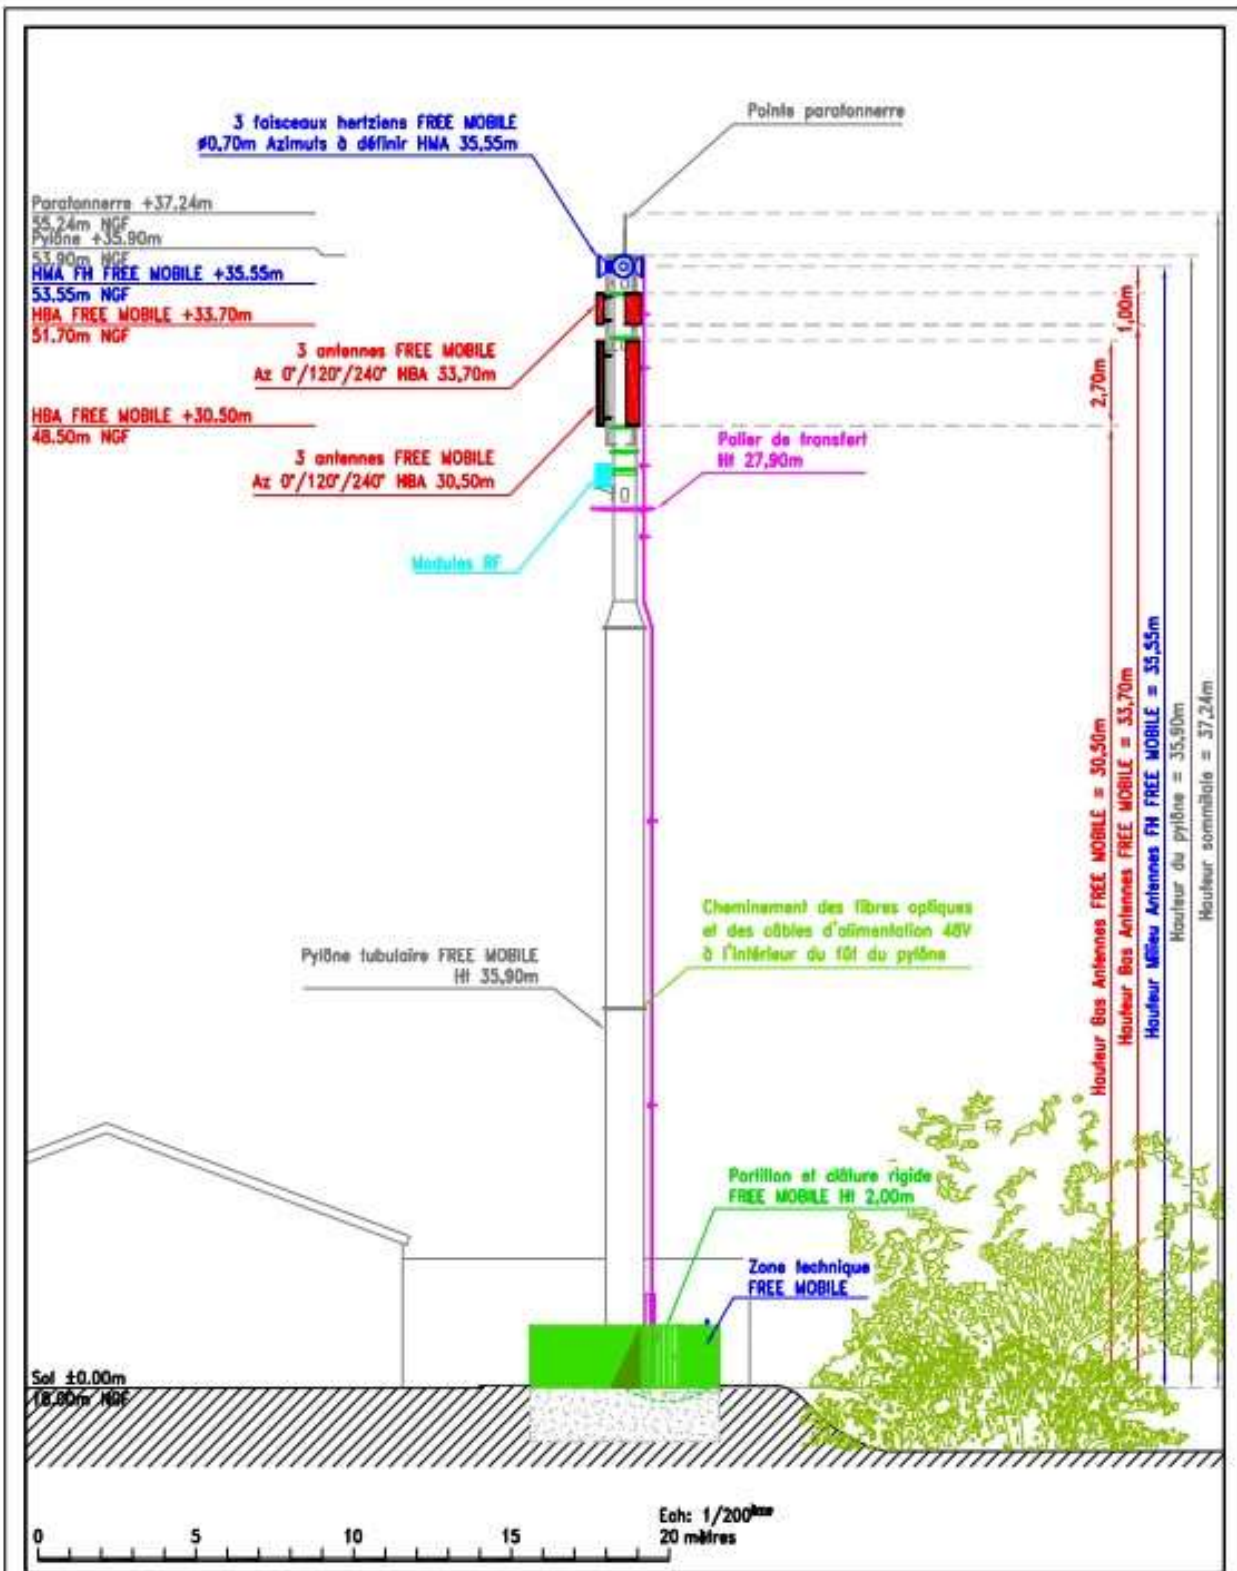 3 faisceaux hertziens FREE MOBILE
ø0.70m Azimuts à définir HMA 35,55m
Pointe paratonnerre
Paratonnerre +37.24m
55.24m NGF
Pylône +35.90m
53.90m NGF
HMA FH FREE MOBILE +35.55m
53.55m NGF
HBA FREE MOBILE +33.70m
51.70m NGF
3 antennes FREE MOBILE
Az 0°/120°/240° HBA 33,70m
HBA FREE MOBILE +30.50m
48.50m NGF
3 antennes FREE MOBILE
Az 0°/120°/240° HBA 30,50m
Palier de transfert
Ht 27,90m
Modules RF
1,00m
2,70m
Hauteur Bas Antennes FREE MOBILE = 30,50m
Hauteur Bas Antennes FREE MOBILE = 33,70m
Hauteur Milieu Antennes FH FREE MOBILE = 35,55m
Hauteur du pylône = 35,90m
Hauteur sommitale = 37,24m
Cheminement des fibres optiques
et des câbles d'alimentation 48V
à l'intérieur du fût du pylône
Pylône tubulaire FREE MOBILE
Ht 35,90m
Portillon et clôture rigide
FREE MOBILE Ht 2,00m
Zone technique
FREE MOBILE
Sol ±0.00m
18.00m NGF
Ech: 1/200ème
0 5 10 15 20 mètres